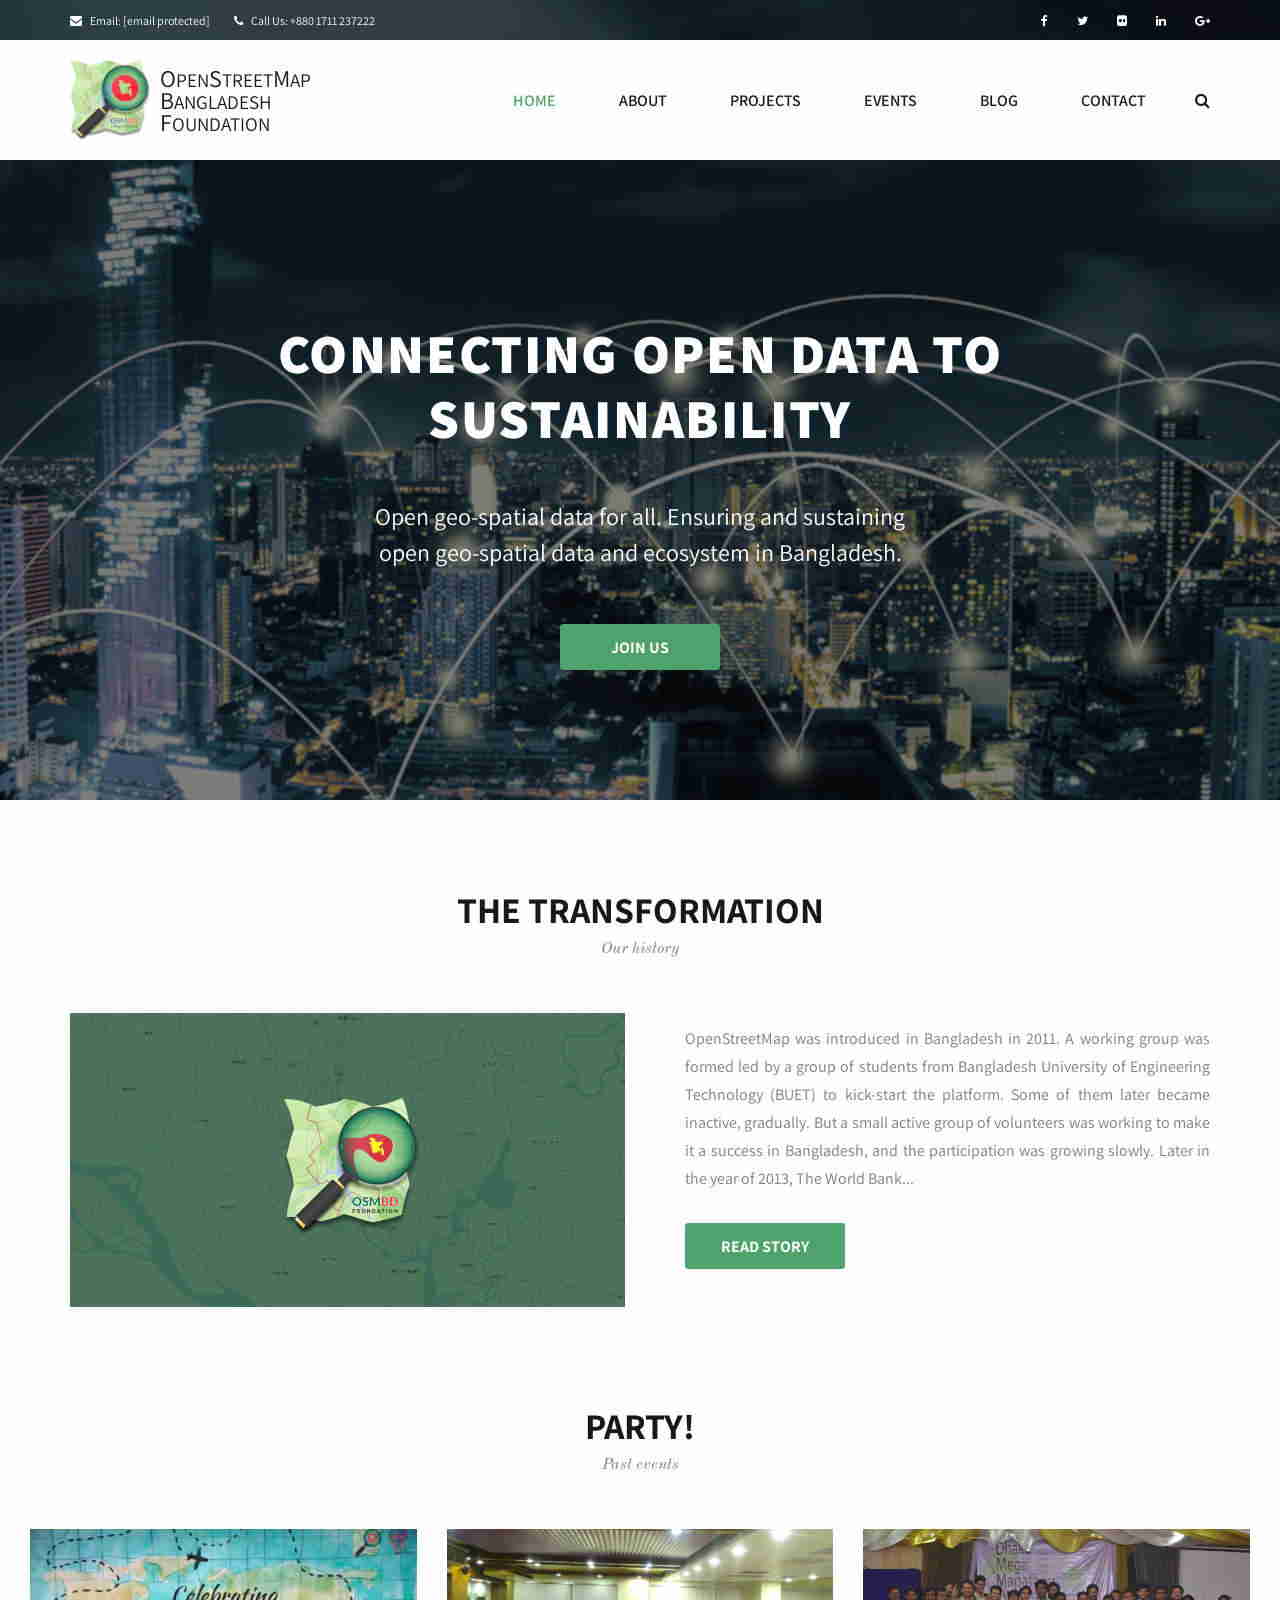 Email: [email protected] Call Us: +880 1711 237222
OpenStreetMap
Bangladesh
Foundation
HOME ABOUT PROJECTS EVENTS BLOG CONTACT
CONNECTING OPEN DATA TO
SUSTAINABILITY
Open geo-spatial data for all. Ensuring and sustaining
open geo-spatial data and ecosystem in Bangladesh.
JOIN US
THE TRANSFORMATION
Our history
OSMBD
FOUNDATION
OpenStreetMap was introduced in Bangladesh in 2011. A working group was
formed led by a group of students from Bangladesh University of Engineering
Technology (BUET) to kick-start the platform. Some of them later became
inactive, gradually. But a small active group of volunteers was working to make
it a success in Bangladesh, and the participation was growing slowly. Later in
the year of 2013, The World Bank...
READ STORY
PARTY!
Past events
Celebrating
Dhaka
Mega